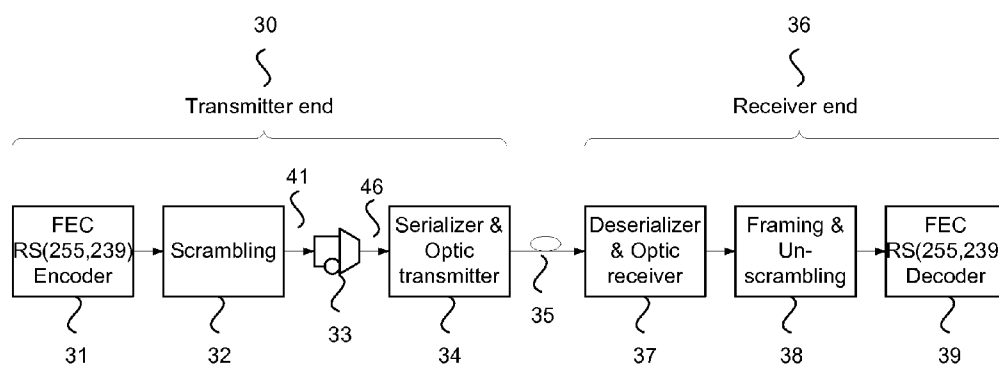 30
36
Transmitter end
Receiver end
41
46
FEC
RS(255,239)
Encoder
Scrambling
Serializer &
Optic
transmitter
Deserializer
& Optic
receiver
Framing &
Un-
scrambling
FEC
RS(255,239)
Decoder
31
32
33
34
35
37
38
39